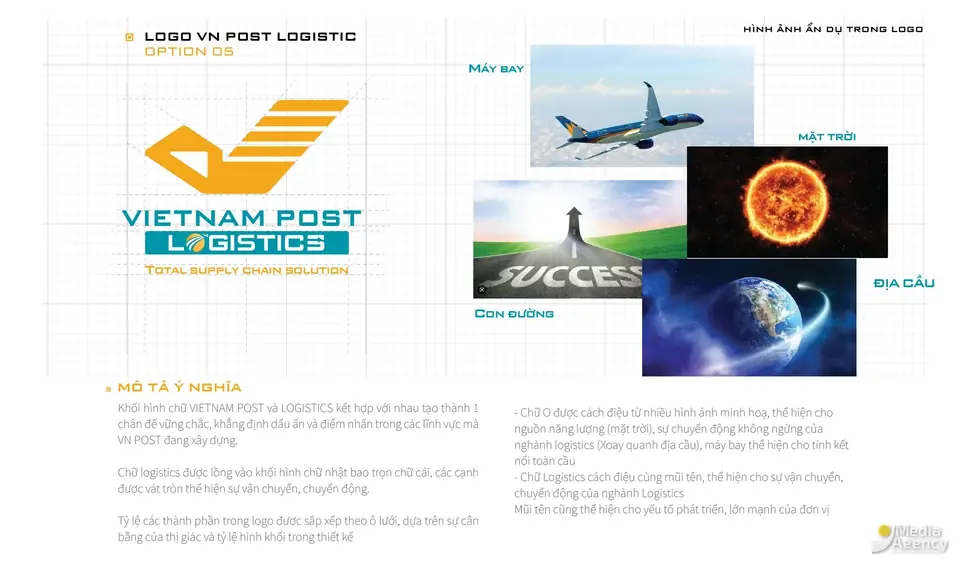 LOGO VN POST LOGISTIC
OPTION 05
HÌNH ẢNH ẨN DỤ TRONG LOGO
MÁY BAY
MẶT TRỜI
VIETNAM POST
LOGISTICS
TOTAL SUPPLY CHAIN SOLUTION
SUCCESS
CON ĐƯỜNG
ĐỊA CẦU
MÔ TẢ Ý NGHĨA
Khối hình chữ VIETNAM POST và LOGISTICS kết hợp với nhau tạo thành 1
chân đế vững chắc, khẳng định dấu ấn và điểm nhấn trong các lĩnh vực mà
VN POST đang xây dựng.
Chữ logistics được lồng vào khối hình chữ nhật bao trọn chữ cái, các cạnh
được vát tròn thể hiện sự vận chuyển, chuyển động.
Tỷ lệ các thành phần trong logo được sắp xếp theo ô lưới, dựa trên sự cân
bằng của thị giác và tỷ lệ hình khối trong thiết kế
- Chữ O được cách điệu từ nhiều hình ảnh minh hoạ, thể hiện cho
nguồn năng lượng (mặt trời), sự chuyển động không ngừng của
nghành logistics (Xoay quanh địa cầu), máy bay thể hiện cho tính kết
nối toàn cầu
- Chữ Logistics cách điệu cùng mũi tên, thể hiện cho sự vận chuyển,
chuyển động của nghành Logistics
Mũi tên cũng thể hiện cho yếu tố phát triển, lớn mạnh của đơn vị
Media
Agency